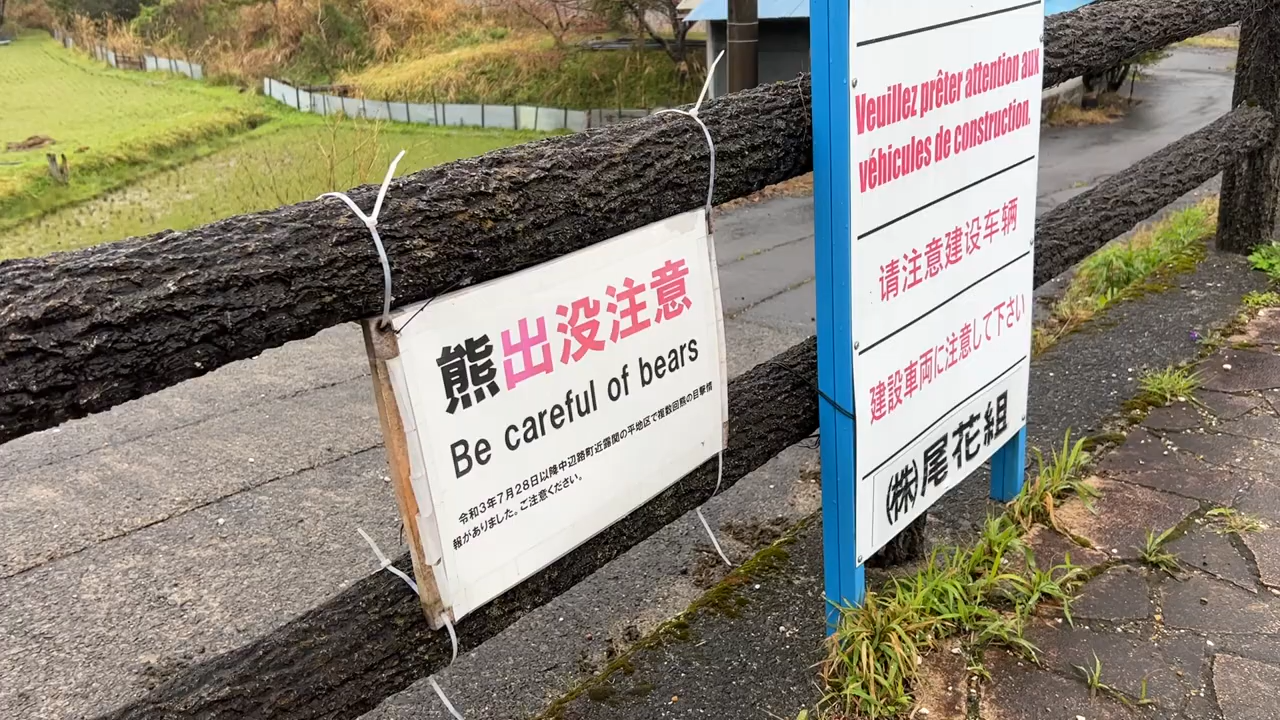 熊出没注意
Be careful of bears
令和3年7月28日以降中辺路町近露間の平地区で複数回熊の目撃情
報がありました。ご注意ください。
Veuillez prêter attention aux
véhicules de construction.
请注意建设车辆
建設車両に注意して下さい
㈱尾花組